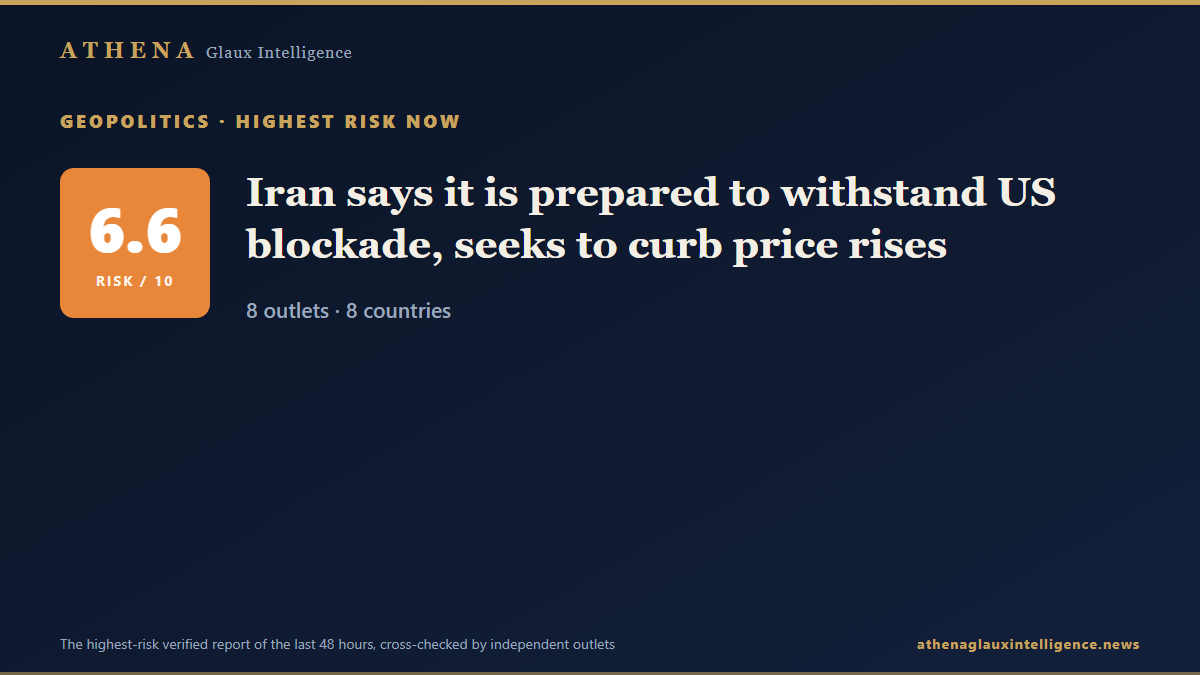 ATHENA Glaux Intelligence
GEOPOLITICS · HIGHEST RISK NOW
6.6
RISK / 10
Iran says it is prepared to withstand US
blockade, seeks to curb price rises
8 outlets · 8 countries
The highest-risk verified report of the last 48 hours, cross-checked by independent outlets
athenaglauxintelligence.news